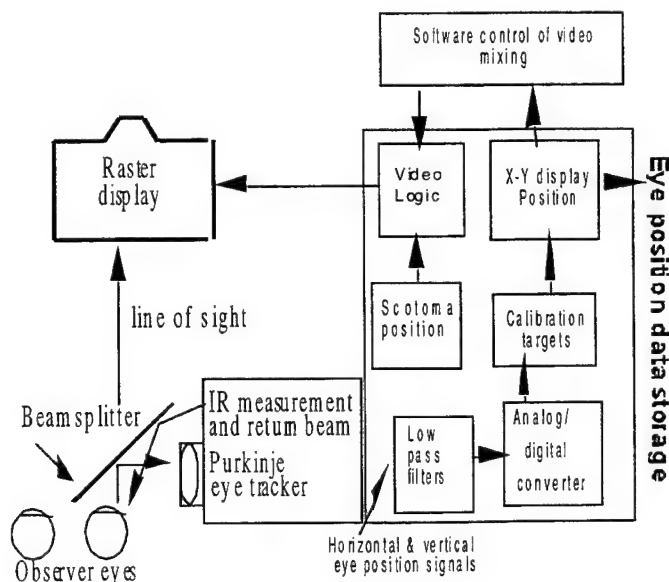 Software control of video
mixing
Raster
display
Video
Logic
X-Y display
Position
Eye position data storage
Scotoma
position
Calibration
targets
line of sight
Beamsplitter
IR measurement
and return beam
Purkinje
eye tracker
Low
pass
filters
Analog/
digital
converter
Horizontal & vertical
eye position signals
Observer eyes